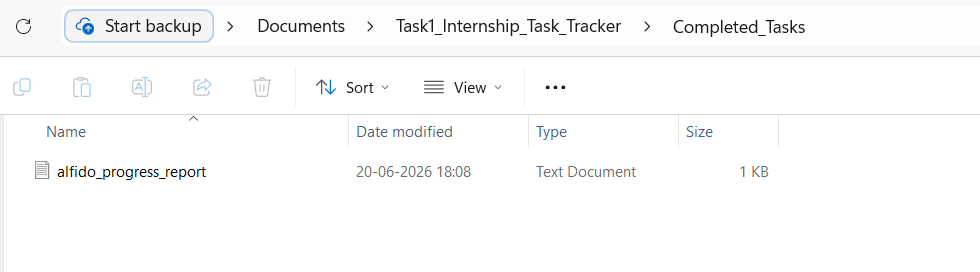 Start backup > Documents > Task1_Internship_Task_Tracker > Completed_Tasks
Sort View
Name Date modified Type Size
alfido_progress_report 20-06-2026 18:08 Text Document 1 KB